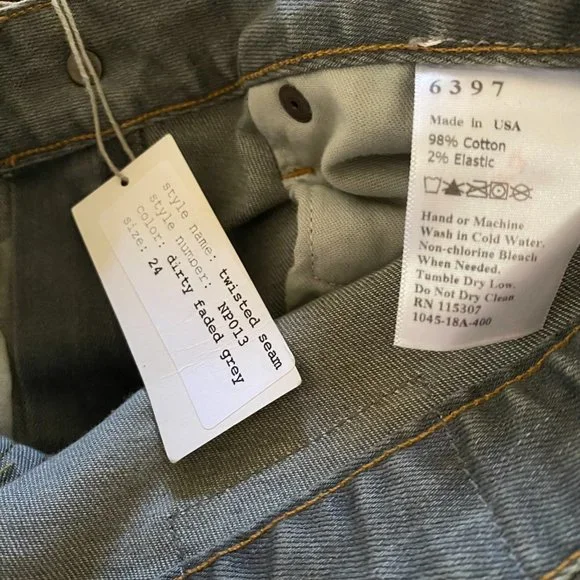 style name: twisted seam
style number: NP013
color: dirty faded grey
size: 24
6397
Made in USA
98% Cotton
2% Elastic
Hand or Machine
Wash in Cold Water.
Non-chlorine Bleach
When Needed.
Tumble Dry Low.
Do Not Dry Clean
RN 115307
1045-18A-400